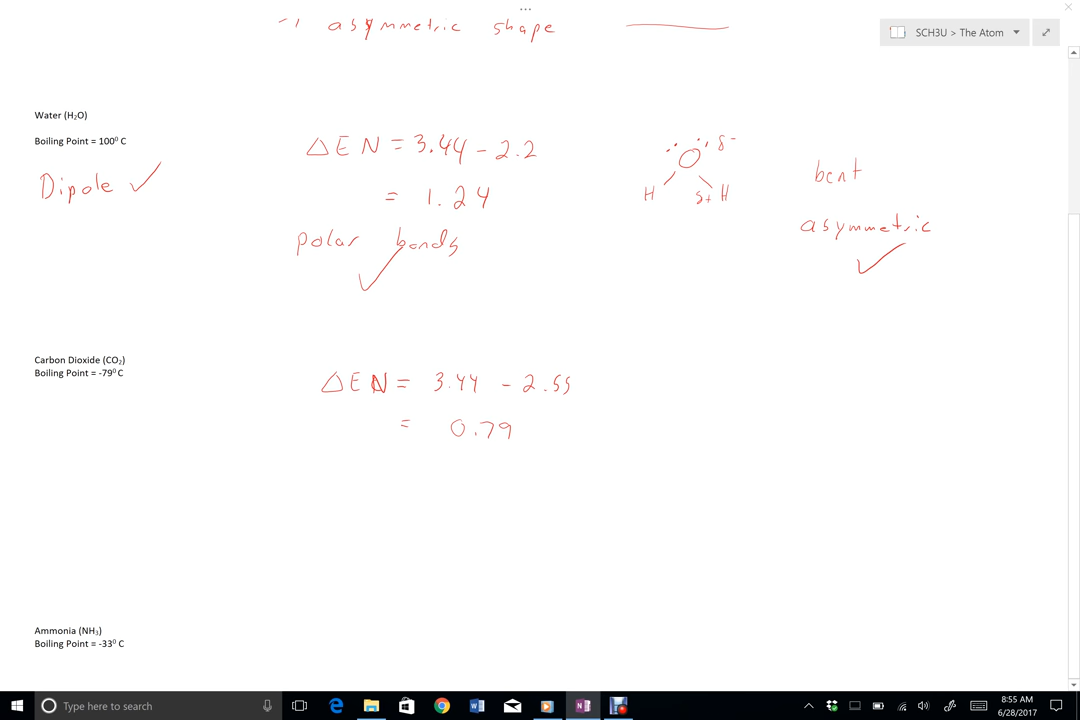 asymmetric shape
SCH3U > The Atom
Water (H₂O)
Boiling Point = 100⁰ C
Dipole ✓
△EN = 3.44 - 2.2
= 1.24
polar bonds
✓
O δ-
H δ+ H
bent
asymmetric
✓
Carbon Dioxide (CO₂)
Boiling Point = -79⁰ C
△EN = 3.44 - 2.55
= 0.79
Ammonia (NH₃)
Boiling Point = -33⁰ C
Type here to search
8:55 AM
6/28/2017